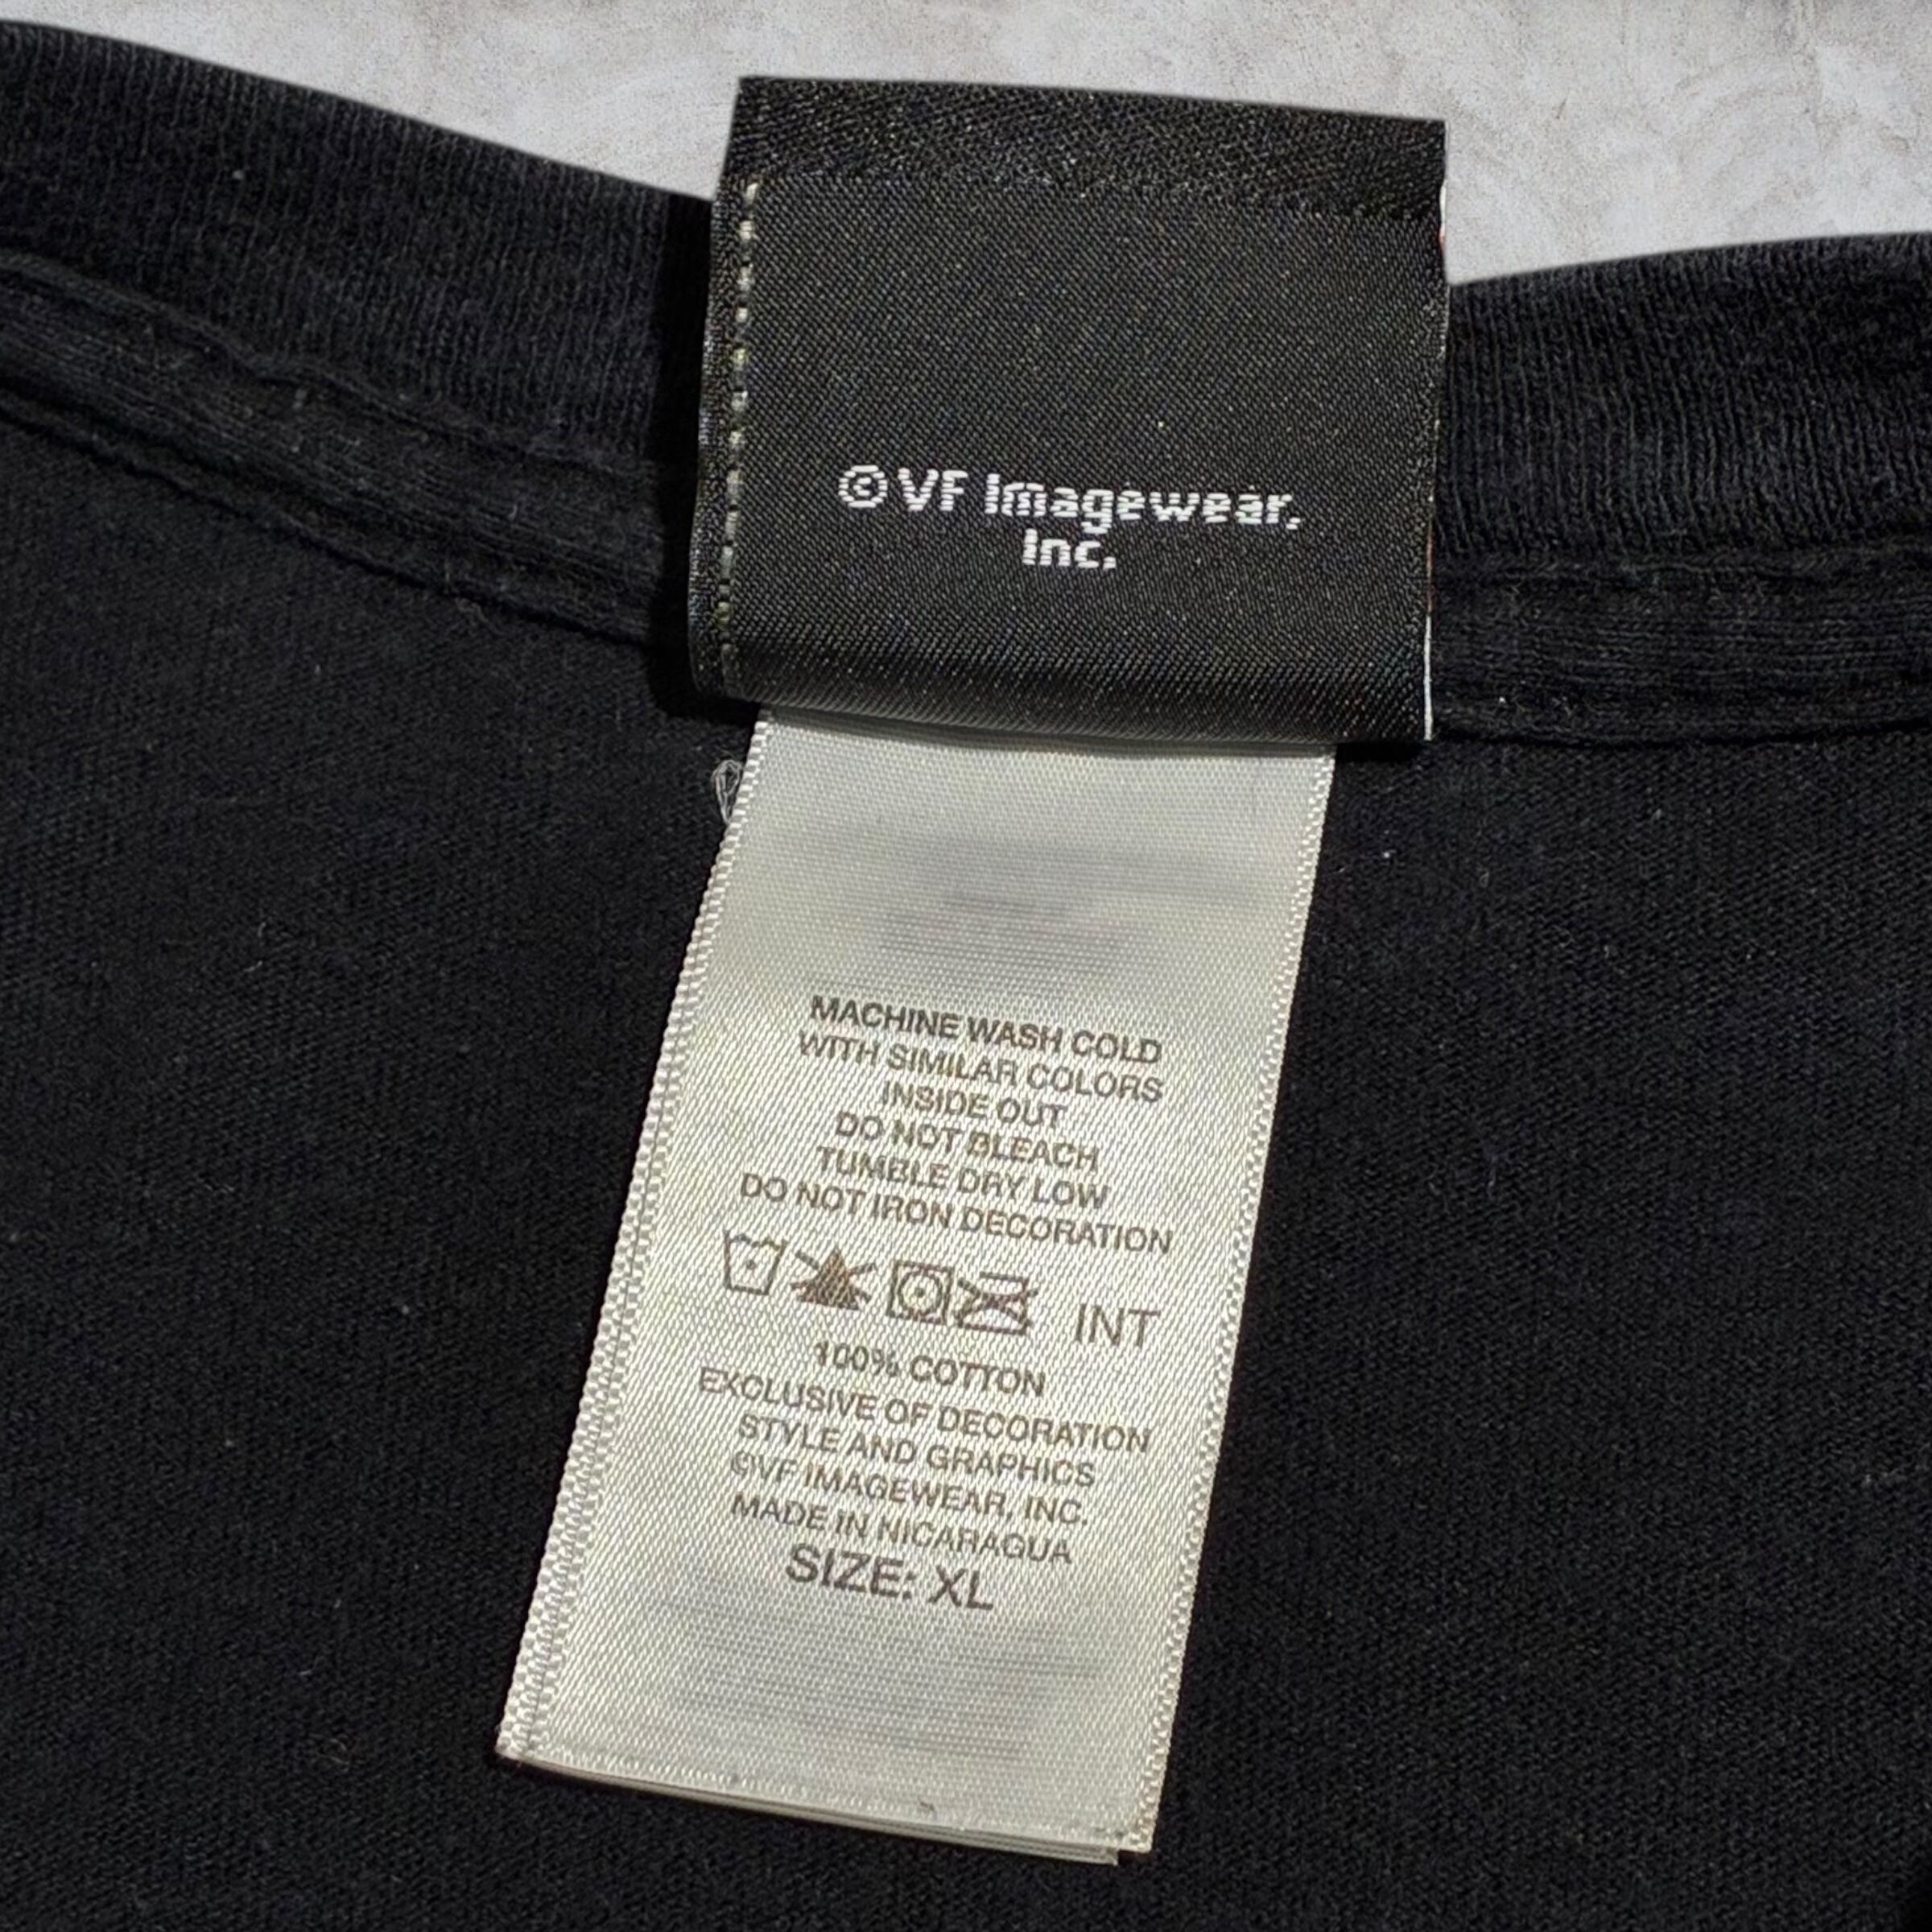 ©VF Imagewear,
Inc.
MACHINE WASH COLD
WITH SIMILAR COLORS
INSIDE OUT
DO NOT BLEACH
TUMBLE DRY LOW
DO NOT IRON DECORATION
INT
100% COTTON
EXCLUSIVE OF DECORATION
STYLE AND GRAPHICS
©VF IMAGEWEAR, INC.
MADE IN NICARAGUA
SIZE: XL